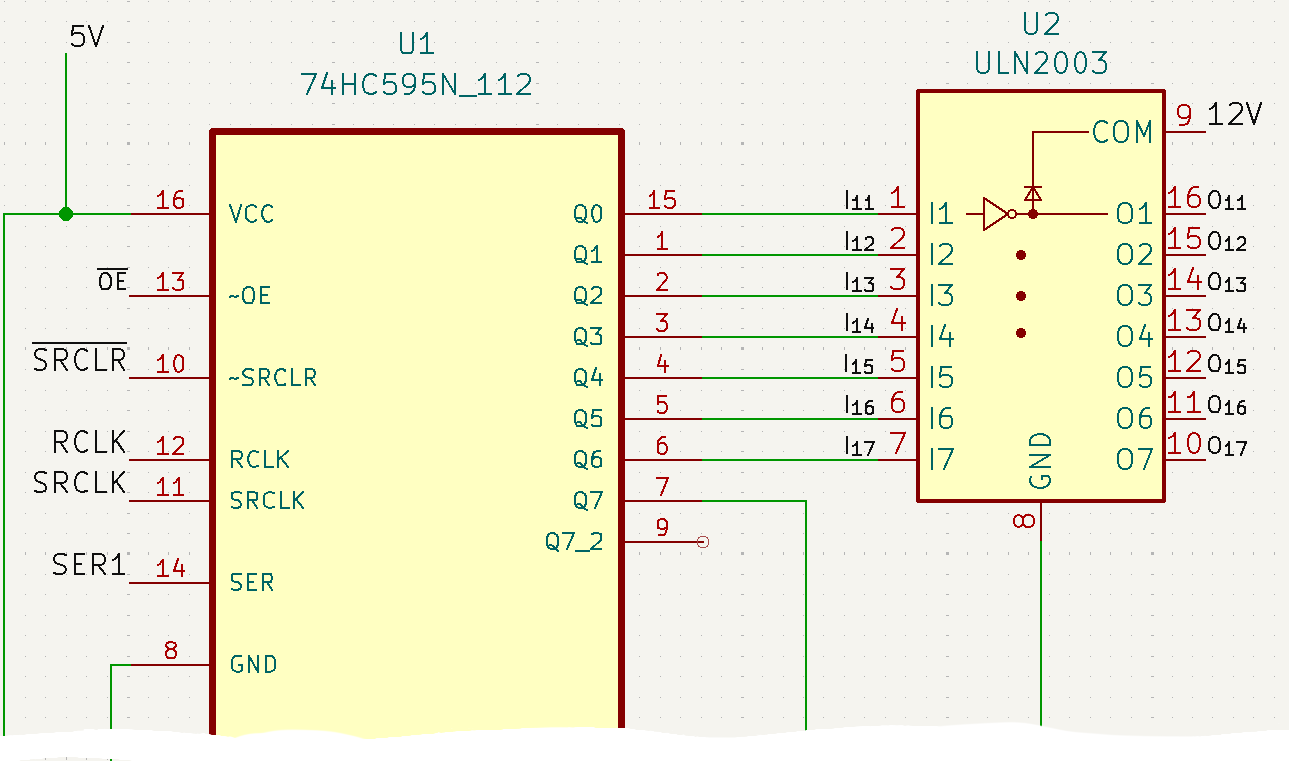 5V
U1
74HC595N_112
U2
ULN2003
COM 9 12V
16 VCC Q0 15 I11 1 I1 O1 16 O11
Q1 1 I12 2 I2 O2 15 O12
O̅E̅ 13 ~OE Q2 2 I13 3 I3 O3 14 O13
Q3 3 I14 4 I4 O4 13 O14
S̅R̅C̅L̅R̅ 10 ~SRCLR Q4 4 I15 5 I5 O5 12 O15
Q5 5 I16 6 I6 O6 11 O16
RCLK 12 RCLK Q6 6 I17 7 I7 O7 10 O17
GND
SRCLK 11 SRCLK Q7 7
8
Q7_2 9
SER1 14 SER
8 GND